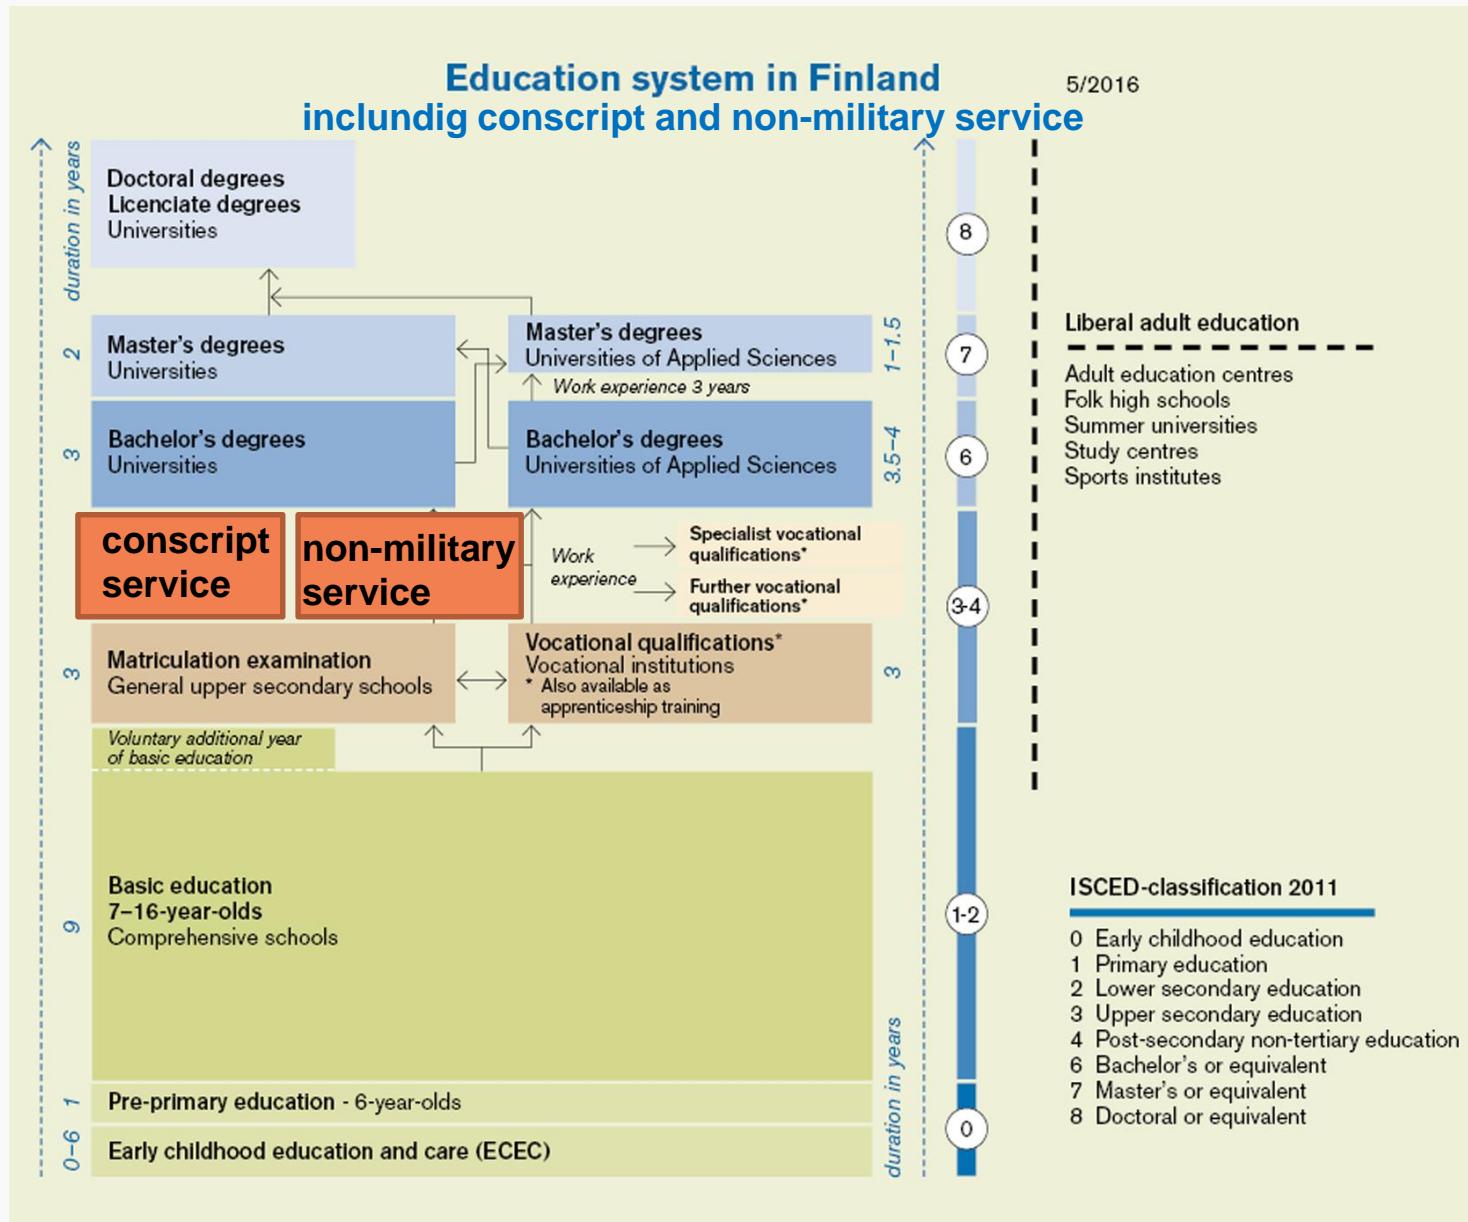 Education system in Finland
5/2016
inclundig conscript and non-military service
duration in years
Doctoral degrees
Licenciate degrees
Universities
8
2
Master's degrees
Universities
Master's degrees
Universities of Applied Sciences
1–1.5
7
Work experience 3 years
3
Bachelor's degrees
Universities
Bachelor's degrees
Universities of Applied Sciences
3.5–4
6
conscript
service
non-military
service
Work
experience
Specialist vocational
qualifications*
Further vocational
qualifications*
3-4
3
Matriculation examination
General upper secondary schools
Vocational qualifications*
Vocational institutions
* Also available as
apprenticeship training
3
Voluntary additional year
of basic education
9
Basic education
7–16-year-olds
Comprehensive schools
1-2
1
Pre-primary education - 6-year-olds
0–6
Early childhood education and care (ECEC)
duration in years
0
Liberal adult education
Adult education centres
Folk high schools
Summer universities
Study centres
Sports institutes
ISCED-classification 2011
0 Early childhood education
1 Primary education
2 Lower secondary education
3 Upper secondary education
4 Post-secondary non-tertiary education
6 Bachelor's or equivalent
7 Master's or equivalent
8 Doctoral or equivalent